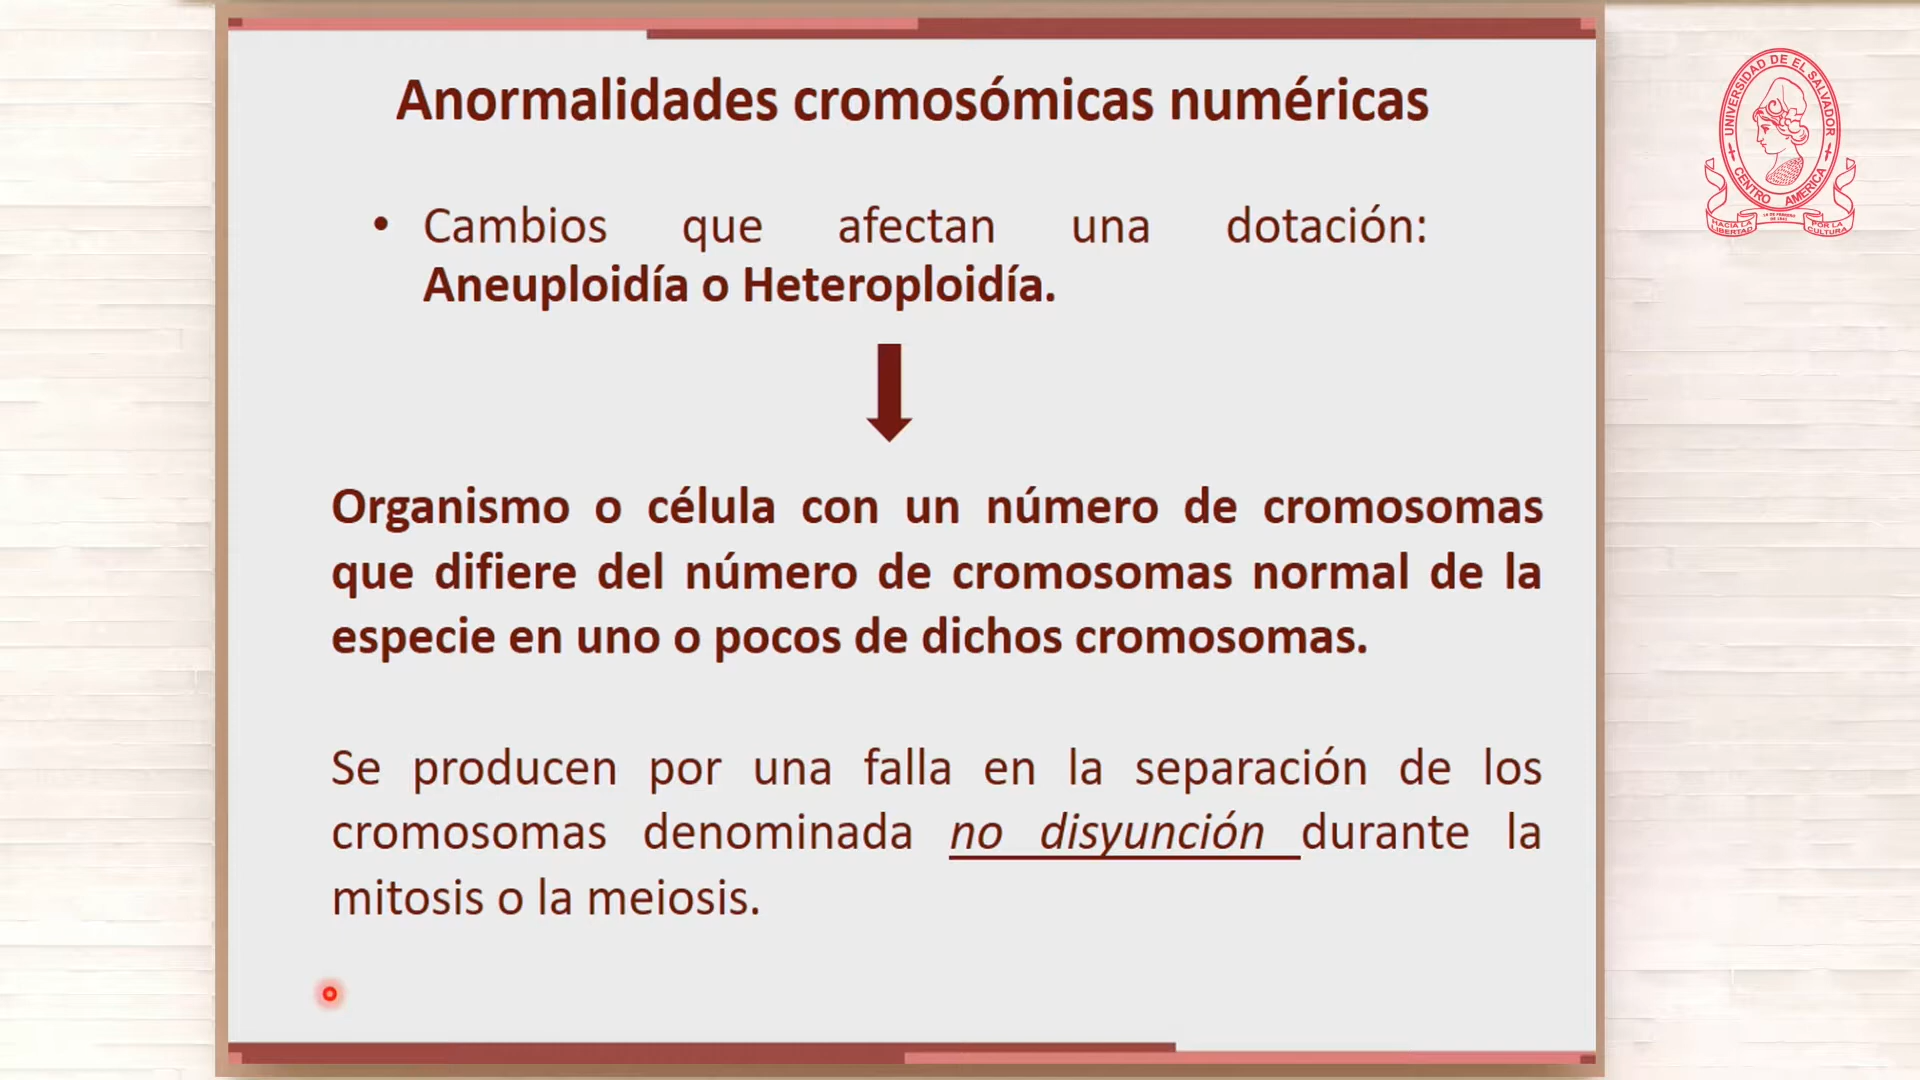 Anormalidades cromosómicas numéricas
• Cambios que afectan una dotación:
Aneuploidía o Heteroploidía.
Organismo o célula con un número de cromosomas
que difiere del número de cromosomas normal de la
especie en uno o pocos de dichos cromosomas.
Se producen por una falla en la separación de los
cromosomas denominada no disyunción durante la
mitosis o la meiosis.
UNIVERSIDAD DE EL SALVADOR
CENTRO AMERICA
HACIA LA
LIBERTAD
POR LA
CULTURA